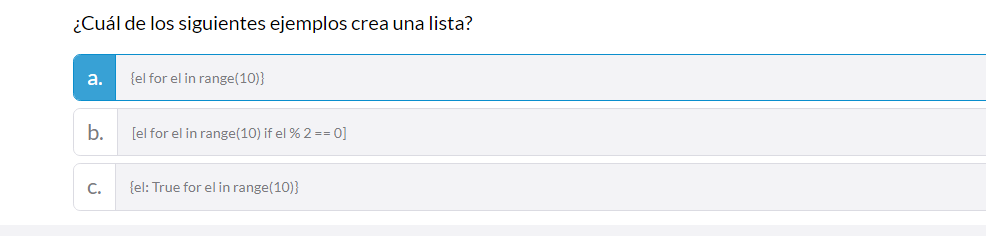 ¿Cuál de los siguientes ejemplos crea una lista?
a. {el for el in range(10)}
b. [el for el in range(10) if el % 2 == 0]
c. {el: True for el in range(10)}